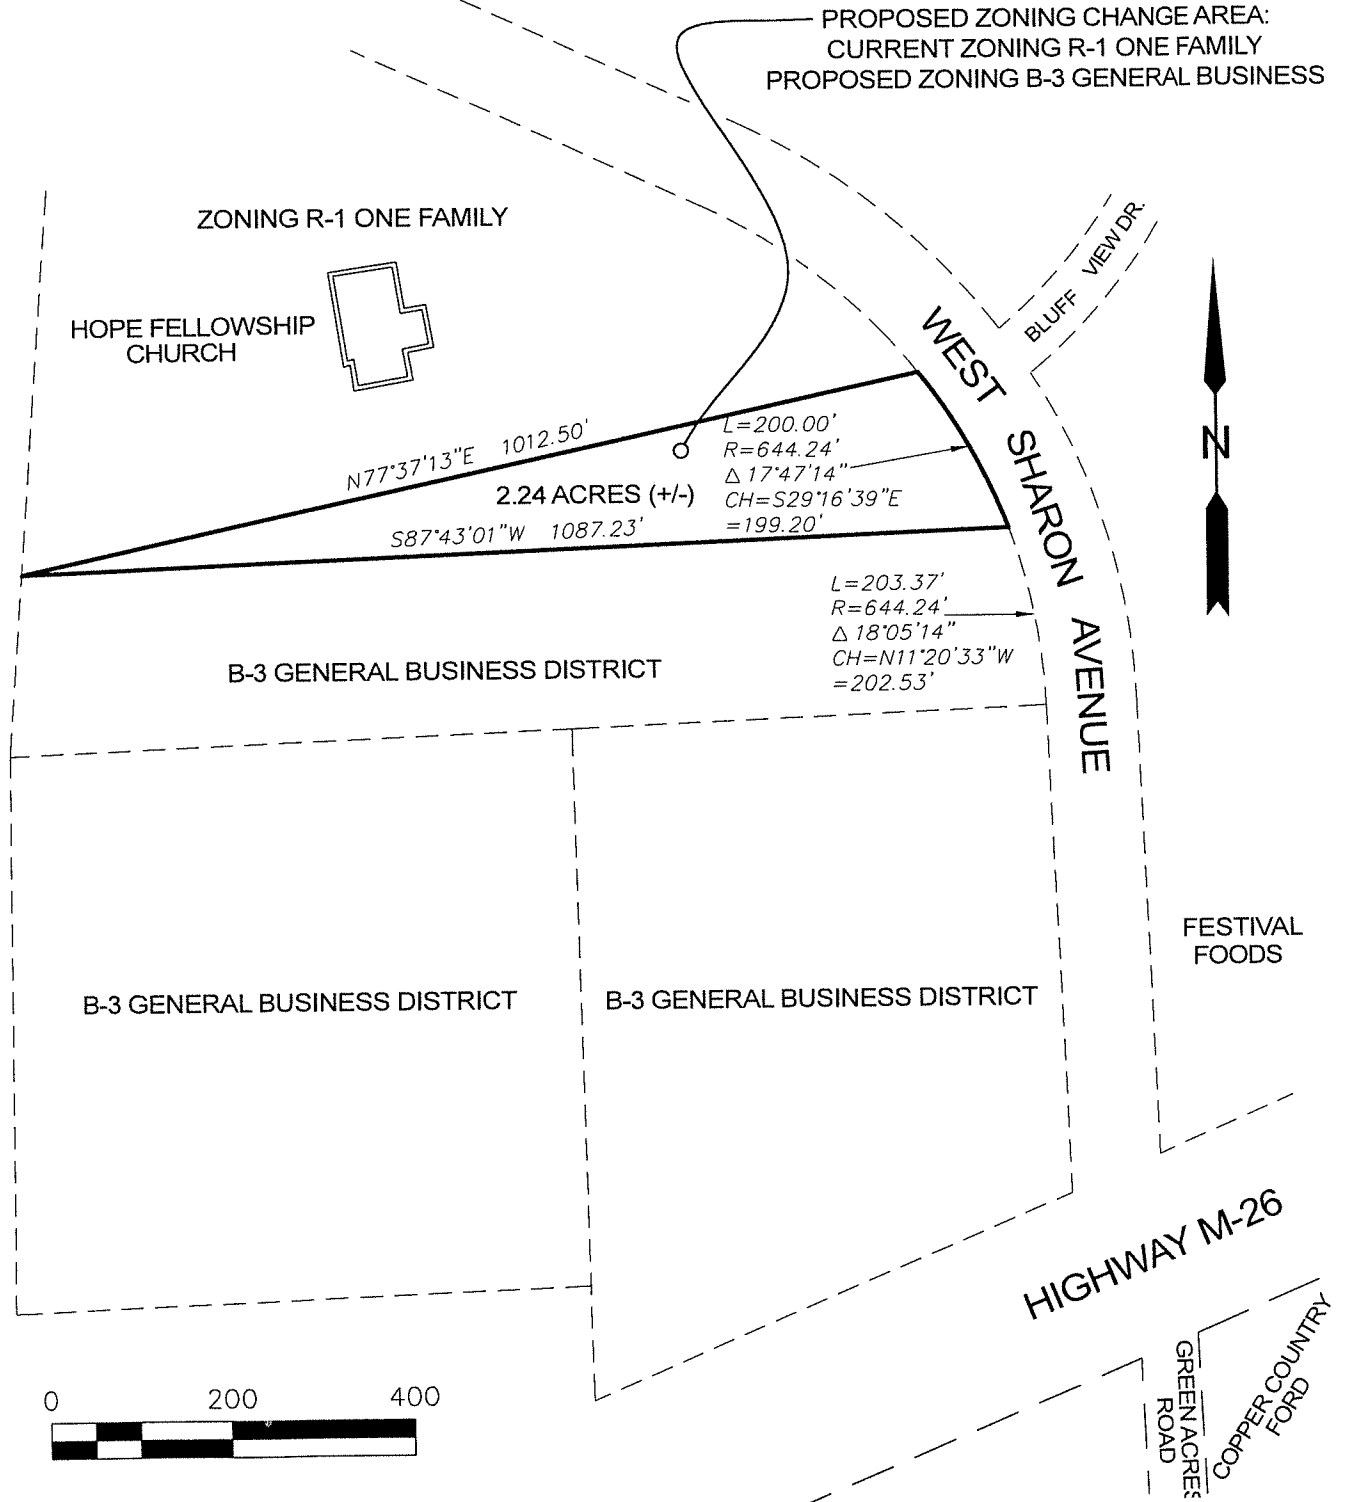 PROPOSED ZONING CHANGE AREA:
CURRENT ZONING R-1 ONE FAMILY
PROPOSED ZONING B-3 GENERAL BUSINESS
ZONING R-1 ONE FAMILY
HOPE FELLOWSHIP
CHURCH
BLUFF VIEW DR.
WEST SHARON AVENUE
N
N77°37'13"E 1012.50'
2.24 ACRES (+/-)
S87°43'01"W 1087.23'
L=200.00'
R=644.24'
Δ 17°47'14"
CH=S29°16'39"E
=199.20'
L=203.37'
R=644.24'
Δ 18°05'14"
CH=N11°20'33"W
=202.53'
B-3 GENERAL BUSINESS DISTRICT
FESTIVAL
FOODS
B-3 GENERAL BUSINESS DISTRICT
B-3 GENERAL BUSINESS DISTRICT
HIGHWAY M-26
GREEN ACRES
ROAD
COPPER COUNTRY
FORD
0 200 400